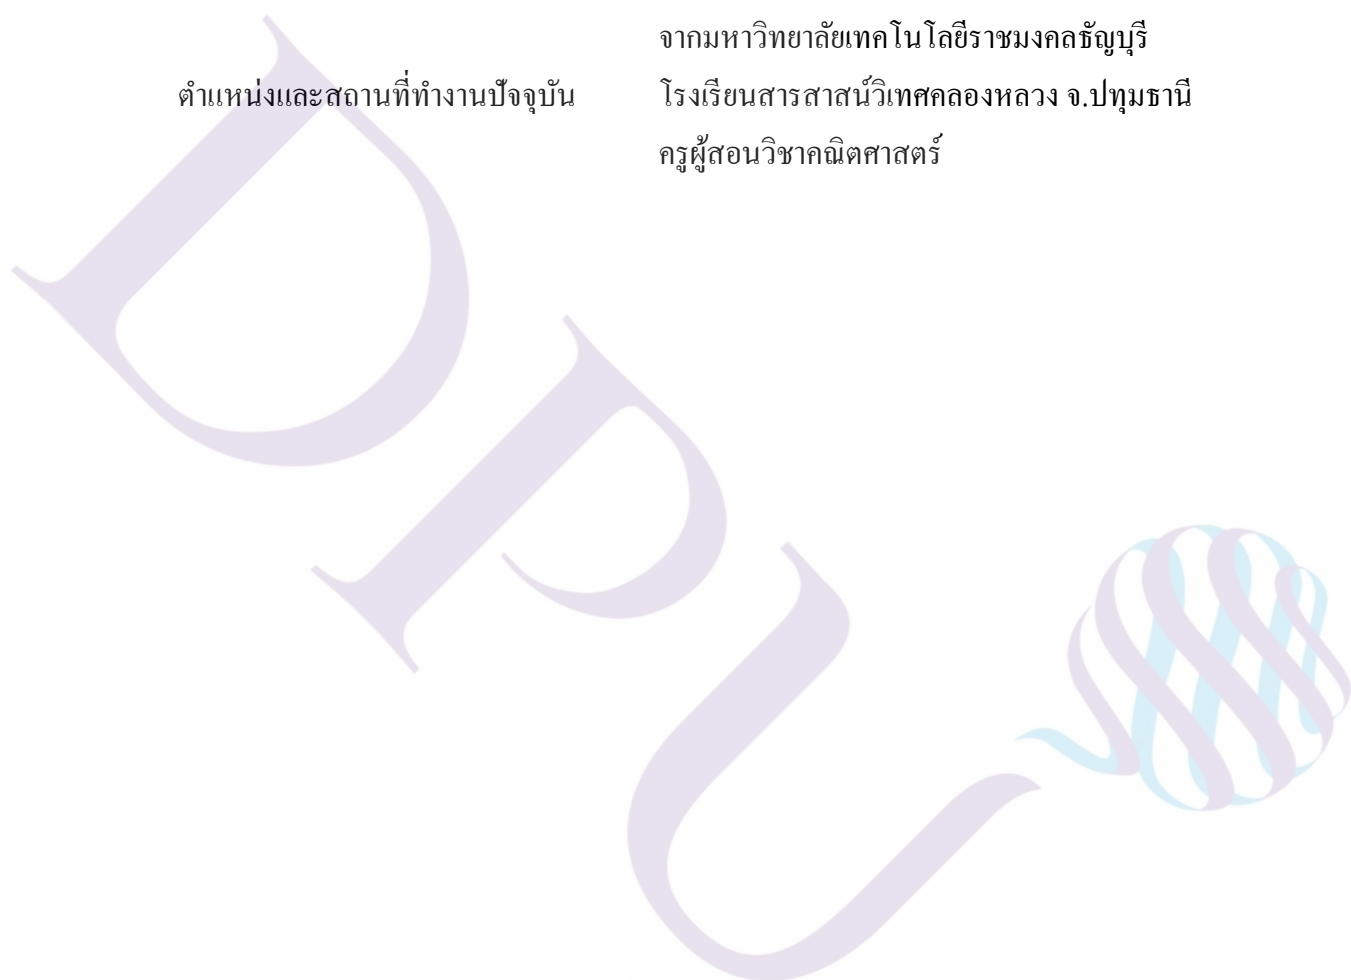 จากมหาวิทยาลัยเทคโนโลยีราชมงคลธัญบุรี
ตำแหน่งและสถานที่ทำงานปัจจุบัน โรงเรียนสารสาสน์วิเทศคลองหลวง จ.ปทุมธานี
ครูผู้สอนวิชาคณิตศาสตร์
DPU